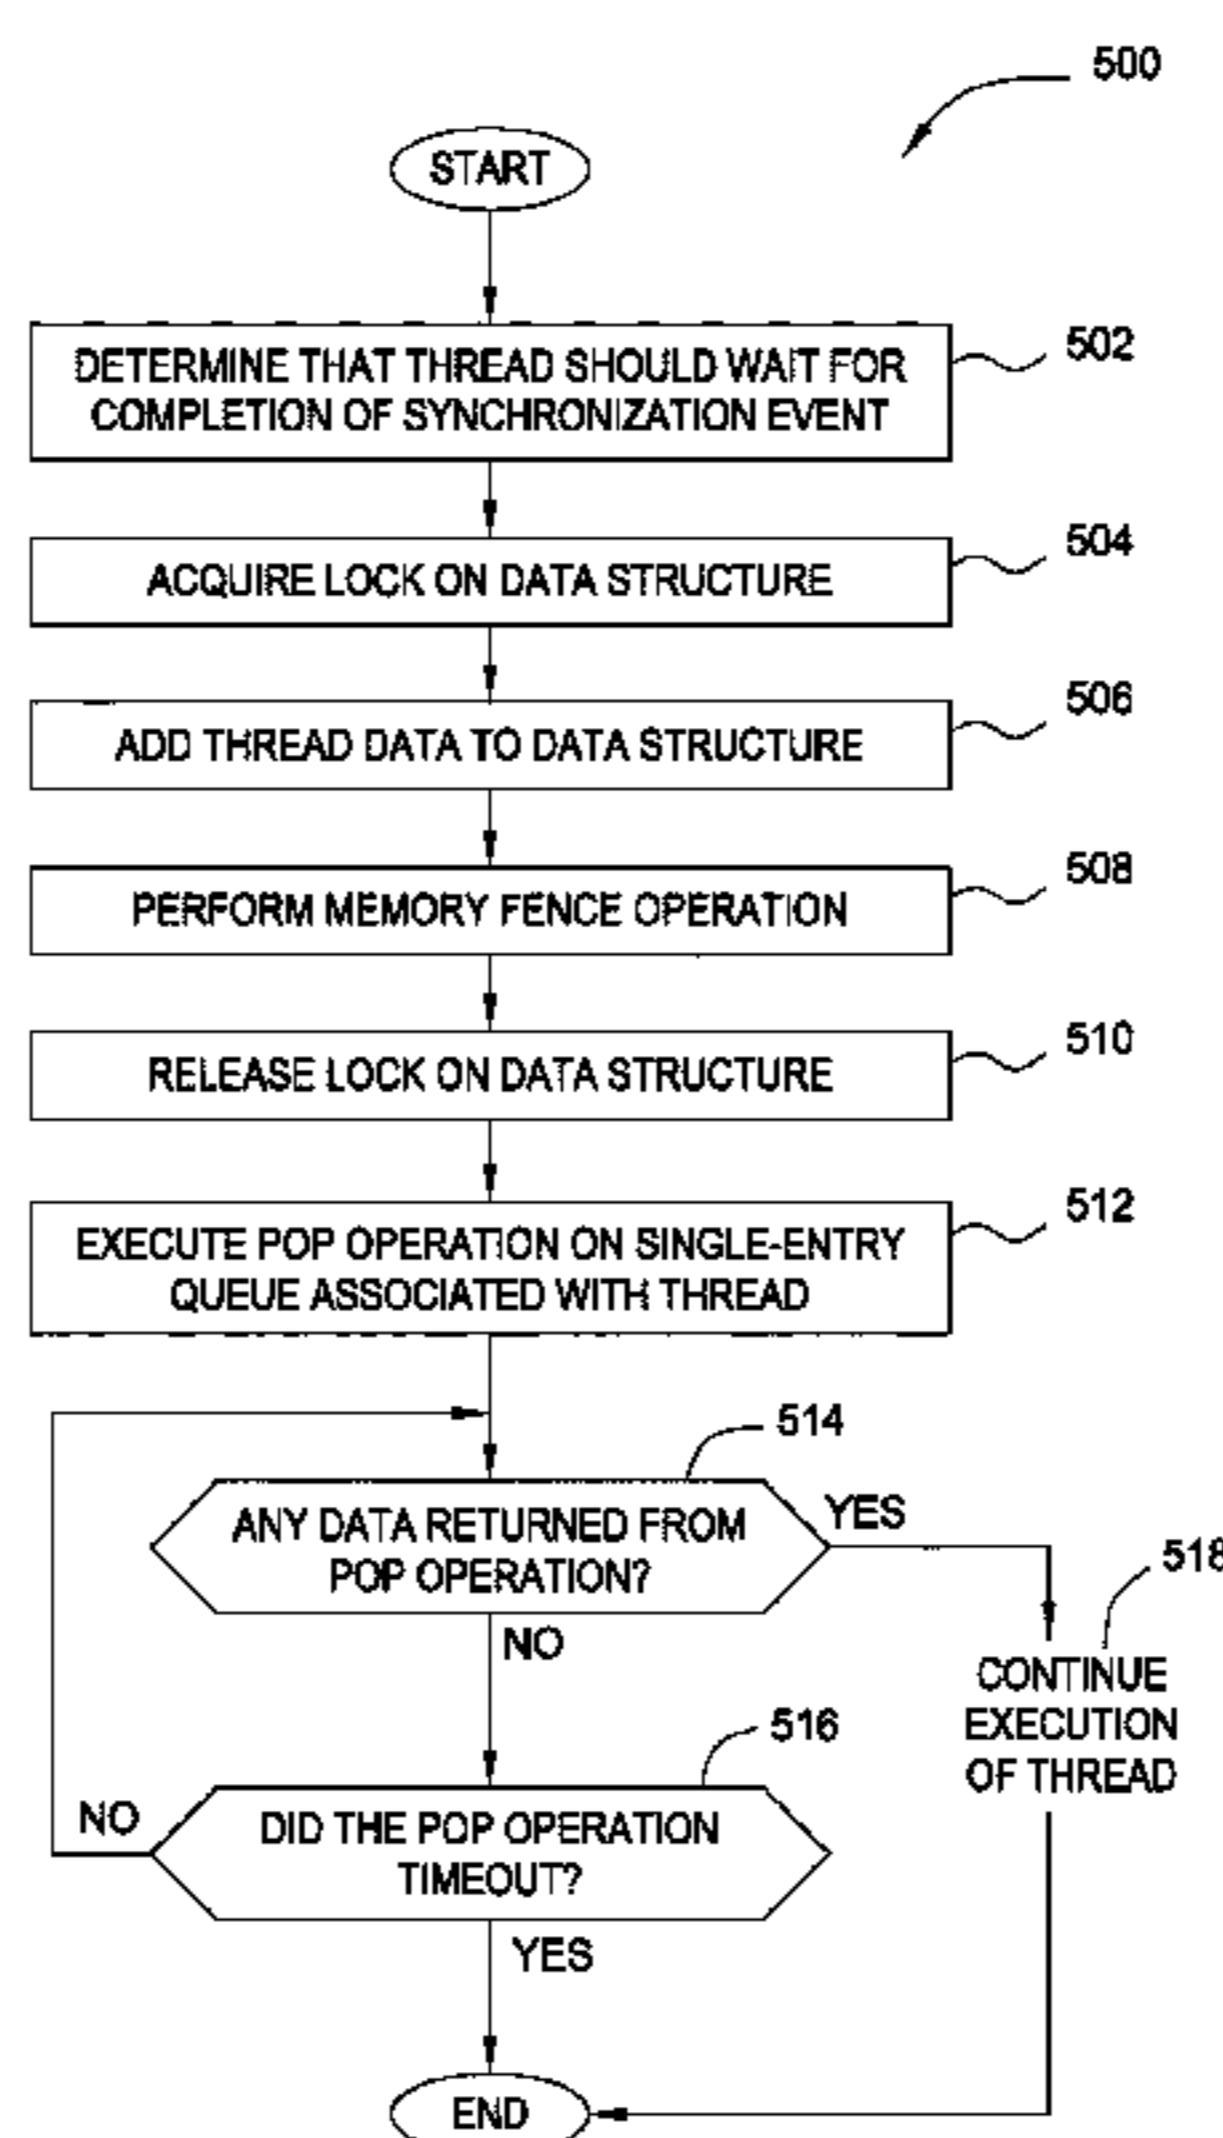 500
START
DETERMINE THAT THREAD SHOULD WAIT FOR
COMPLETION OF SYNCHRONIZATION EVENT
502
ACQUIRE LOCK ON DATA STRUCTURE
504
ADD THREAD DATA TO DATA STRUCTURE
506
PERFORM MEMORY FENCE OPERATION
508
RELEASE LOCK ON DATA STRUCTURE
510
EXECUTE POP OPERATION ON SINGLE-ENTRY
QUEUE ASSOCIATED WITH THREAD
512
514
ANY DATA RETURNED FROM
POP OPERATION?
YES
NO
518
CONTINUE
EXECUTION
OF THREAD
516
DID THE POP OPERATION
TIMEOUT?
NO
YES
END